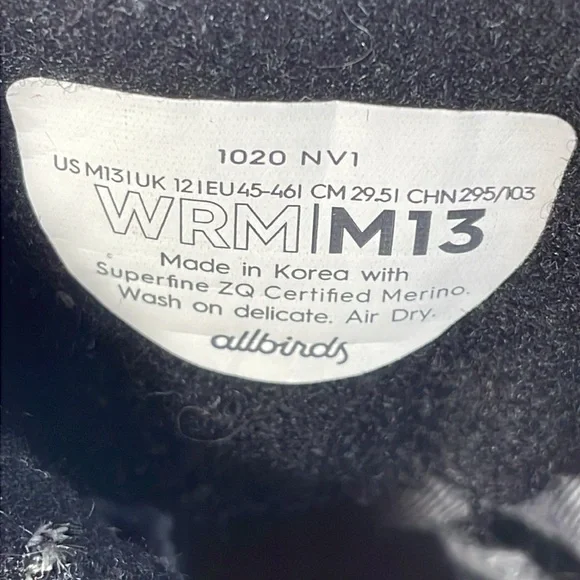 1020 NV1
US M13 | UK 12 | EU 45-46 | CM 29.5 | CHN 295/103
WRM | M13
Made in Korea with
Superfine ZQ Certified Merino.
Wash on delicate. Air Dry.
allbirds